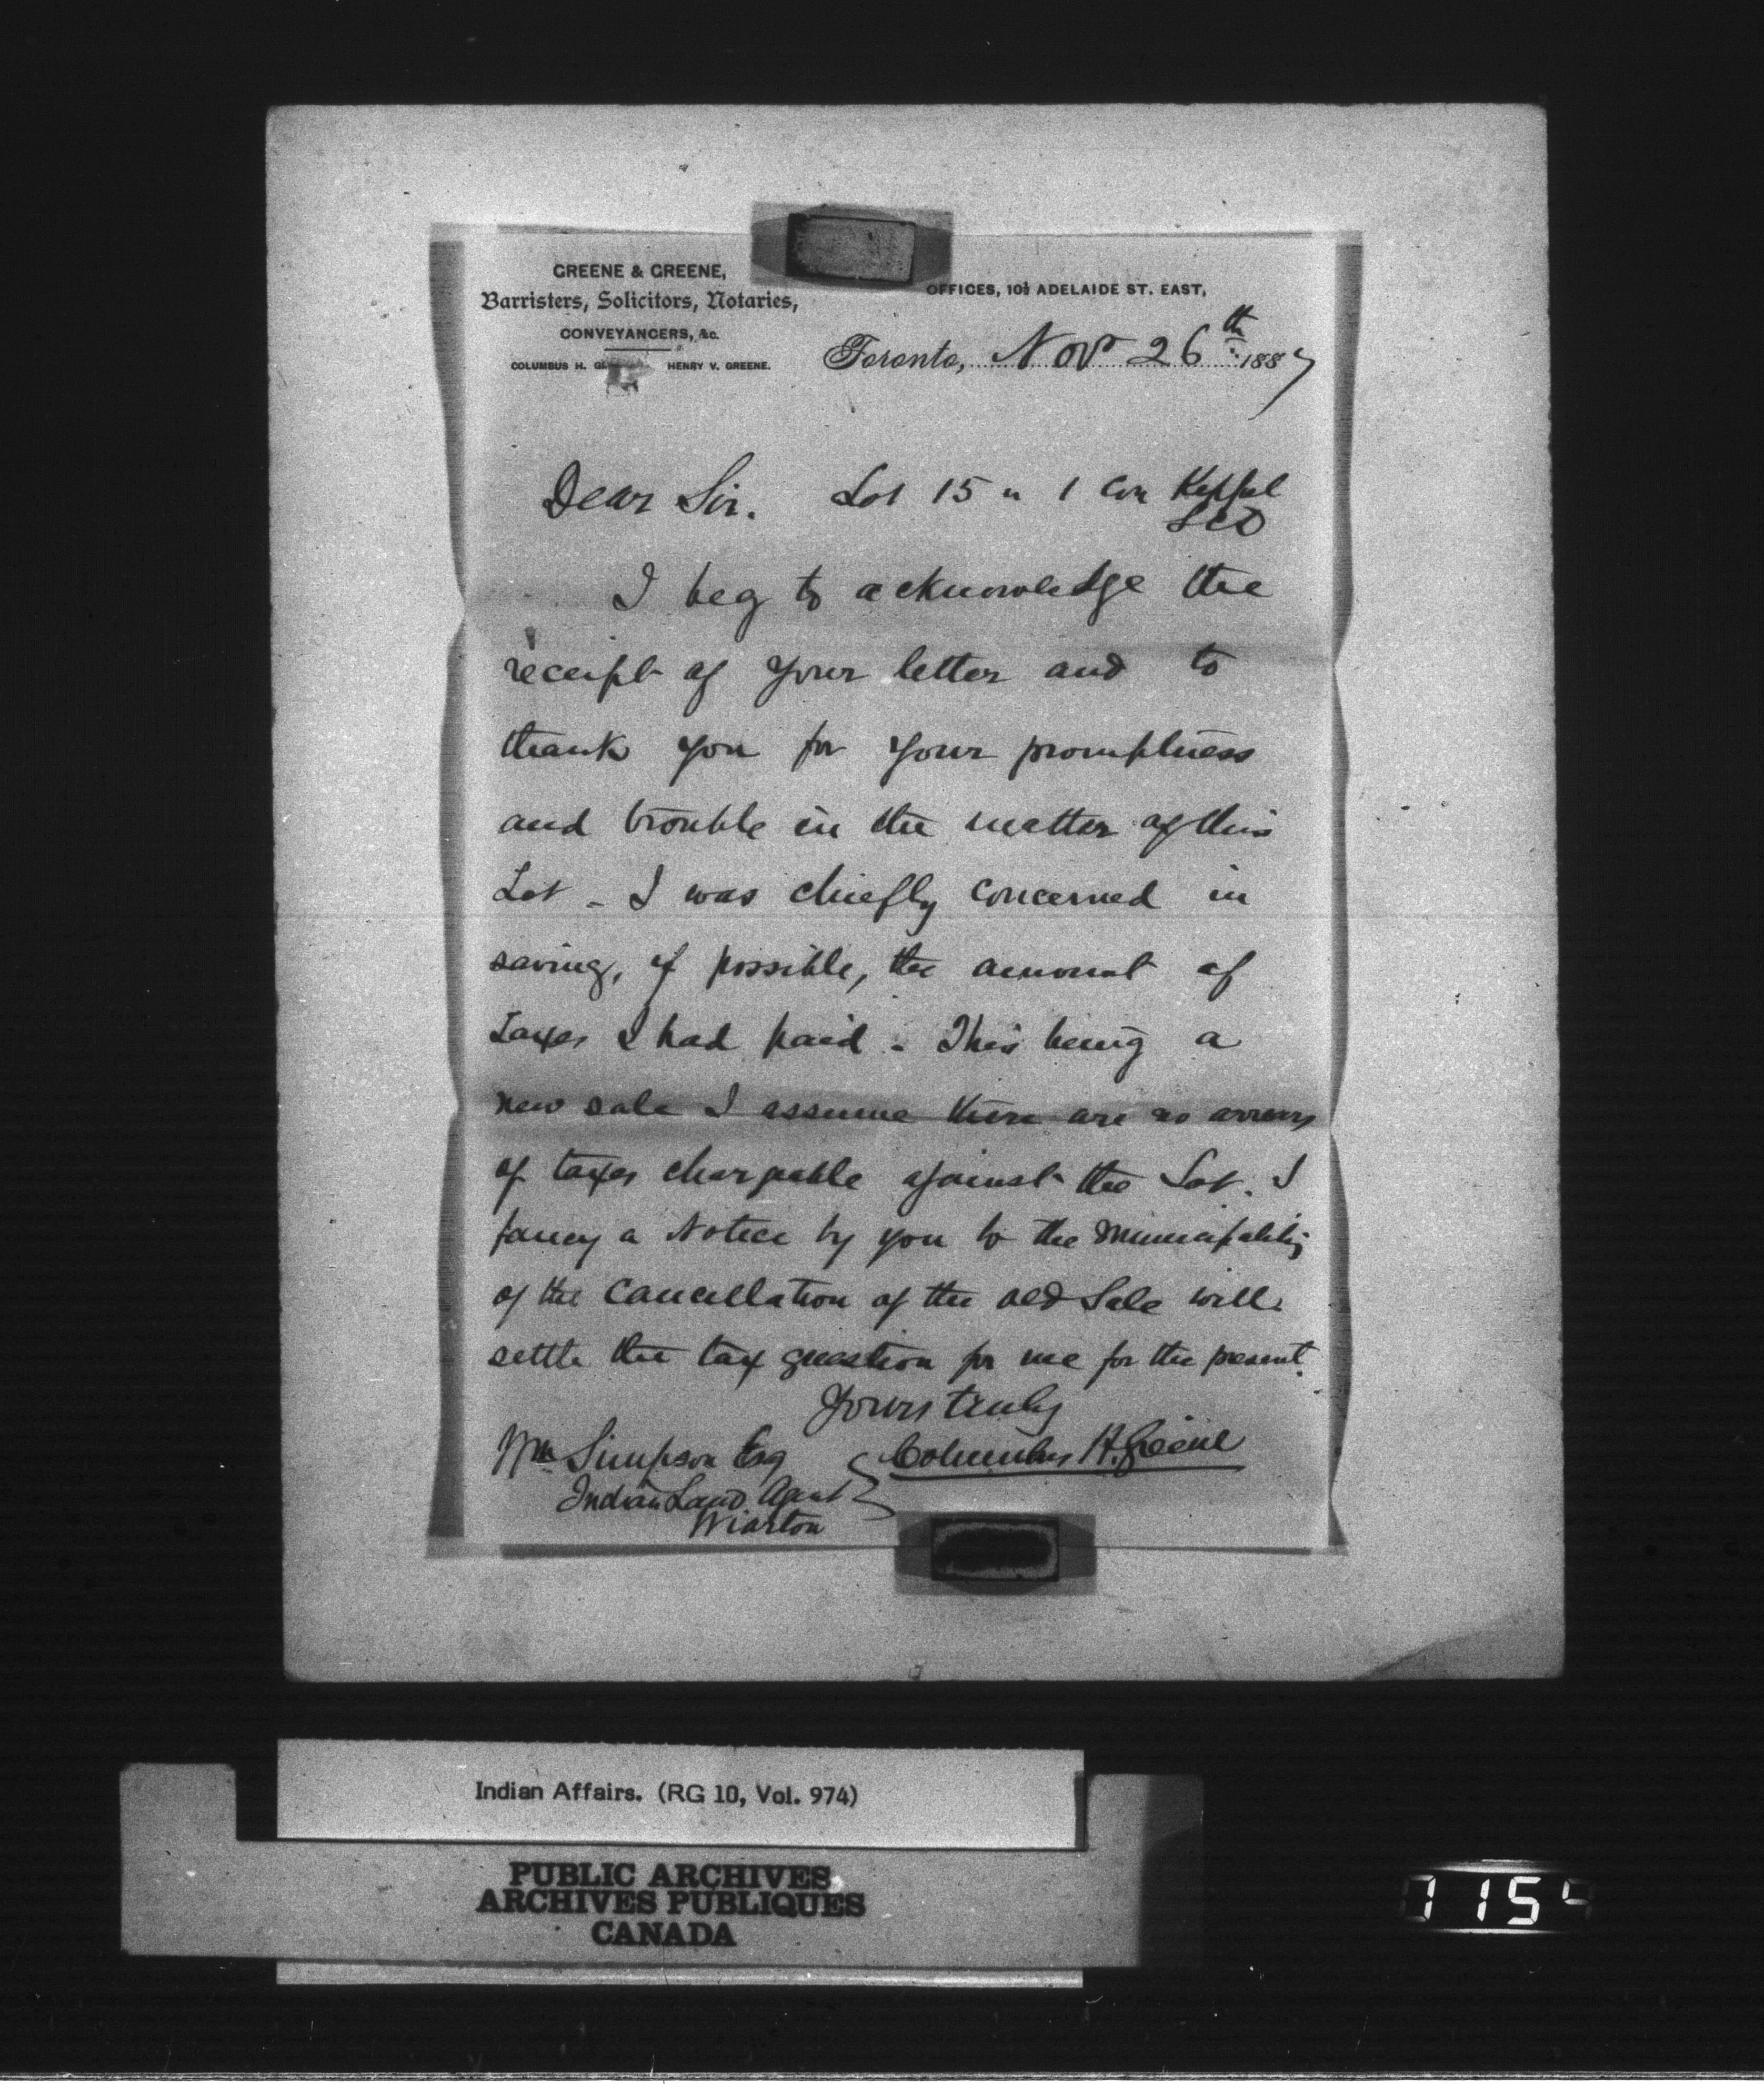 GREENE & GREENE,
Barristers, Solicitors, Notaries,
CONVEYANCERS, &c.
COLUMBUS H. HENRY V. GREENE.
OFFICES, 10½ ADELAIDE ST. EAST,
Toronto, Nov 26th 1887
Dear Sir. Lot 15 " 1 Con Keppel
SCD
I beg to acknowledge the
receipt of your letter and to
thank you for your promptness
and trouble in the matter of this
Lot - I was chiefly concerned in
saving, if possible, the amount of
taxes I had paid - This being a
new sale I assume there are no arrears
of taxes chargeable against the Lot. I
fancy a Notice by you to the Municipality
of the cancellation of the old sale will
settle the tax question for me for the present.
Yours truly
Columbus H. Greene
Wm Simpson Esq
Indian Land Agent
Wiarton
Indian Affairs. (RG 10, Vol. 974)
PUBLIC ARCHIVES
ARCHIVES PUBLIQUES
CANADA
1154